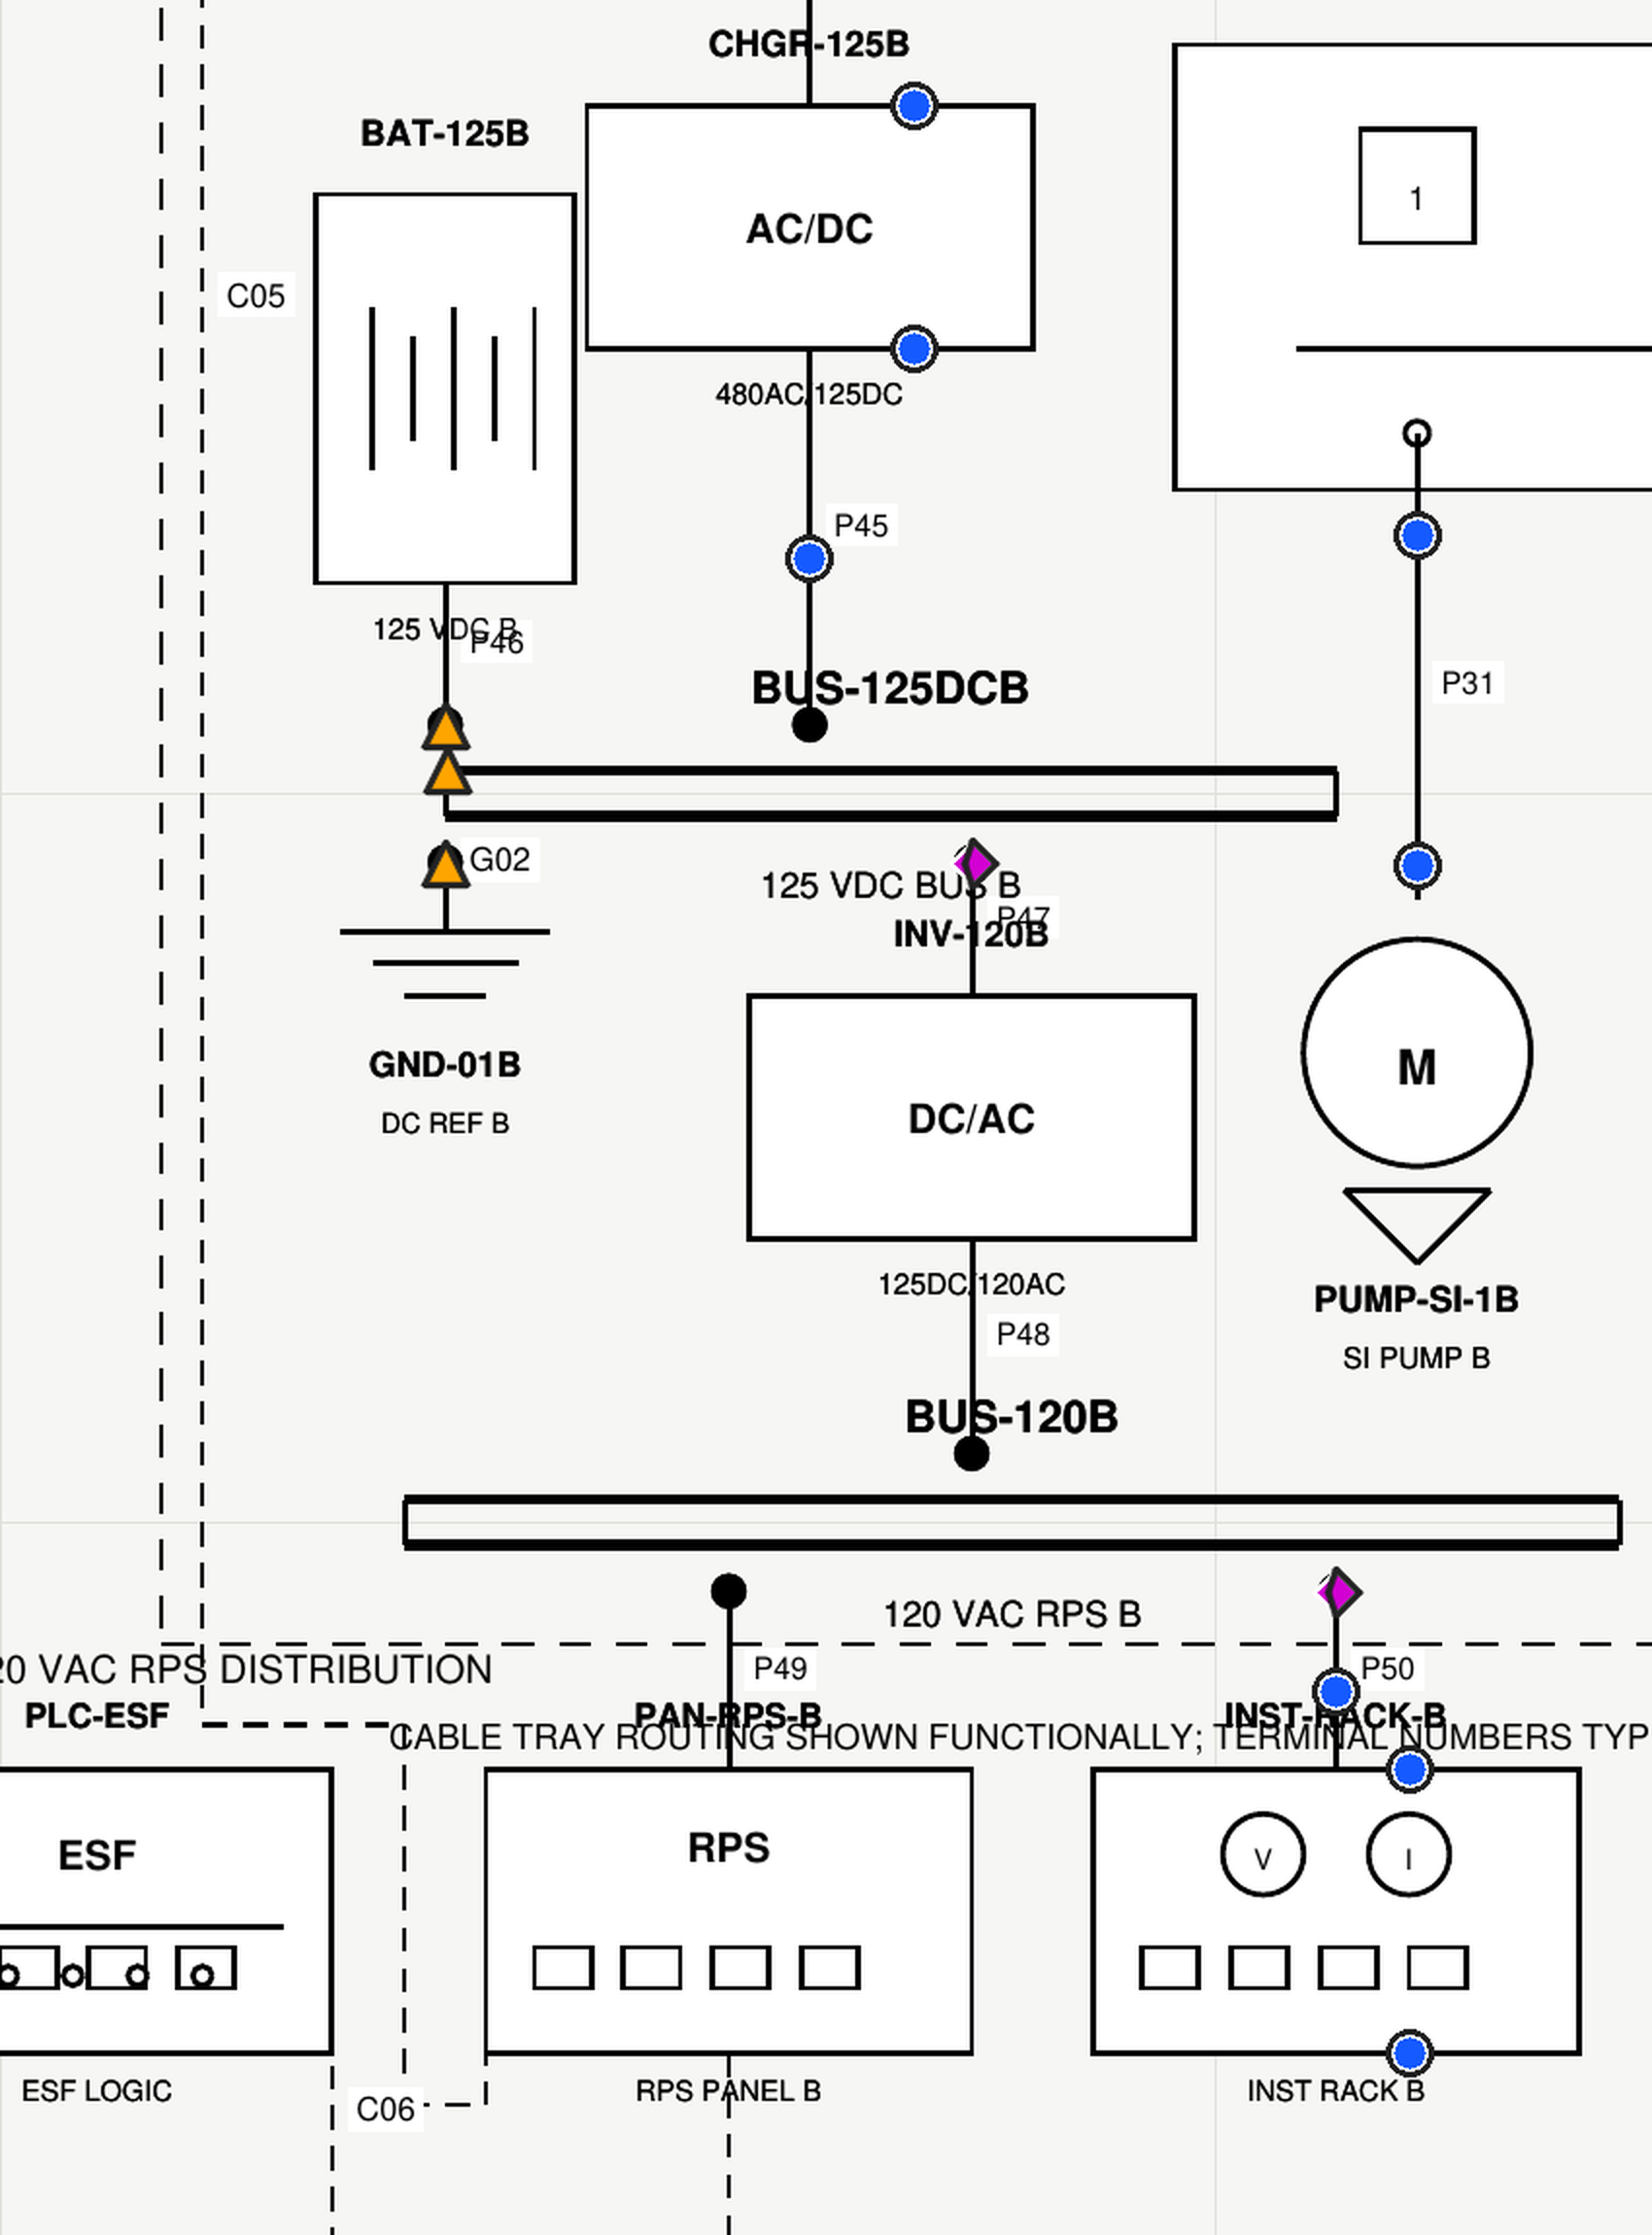 CHGR-125B
BAT-125B
AC/DC
1
C05
480AC/125DC
P45
125 VDC B
P46
P31
BUS-125DCB
G02
125 VDC BUS B
P47
INV-120B
GND-01B
M
DC/AC
DC REF B
125DC/120AC
PUMP-SI-1B
P48
SI PUMP B
BUS-120B
120 VAC RPS B
20 VAC RPS DISTRIBUTION
P49
P50
PLC-ESF
PAN-RPS-B
INST-RACK-B
CABLE TRAY ROUTING SHOWN FUNCTIONALLY; TERMINAL NUMBERS TYP
ESF
RPS
V
I
ESF LOGIC
C06
RPS PANEL B
INST RACK B